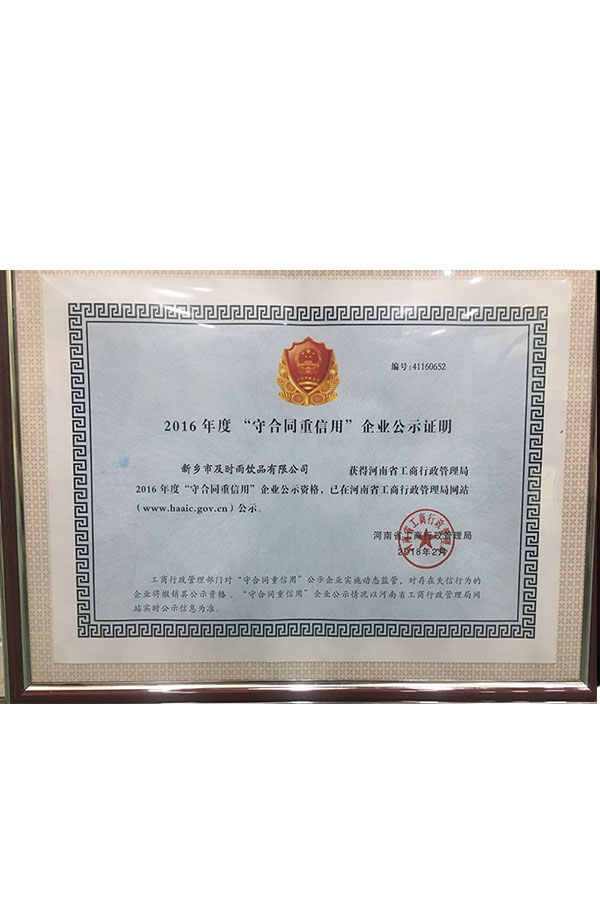 编号:41160652
2016 年度 “守合同重信用” 企业公示证明
新乡市及时雨饮品有限公司 获得河南省工商行政管理局
2016 年度“守合同重信用”企业公示资格，已在河南省工商行政管理局网站
（www.haaic.gov.cn）公示。
河南省工商行政管理局
2018年2月
工商行政管理部门对“守合同重信用”公示企业实施动态监管，对存在失信行为的
企业将撤销其公示资格。“守合同重信用”企业公示情况以河南省工商行政管理局网
站实时公示信息为准。